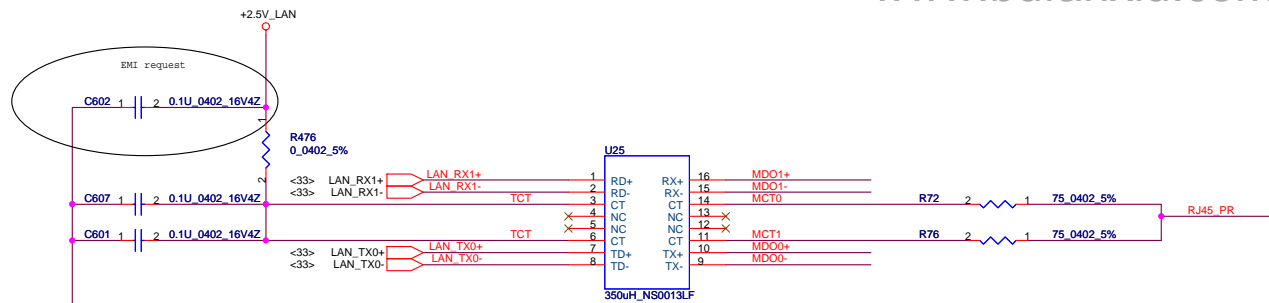 +2.5V_LAN
EMI request
C602 1 2 0.1U_0402_16V4Z
1
R476
0_0402_5%
2
U25
<33> LAN_RX1+ LAN_RX1+ 1 RD+ RX+ 16 MDO1+
<33> LAN_RX1- LAN_RX1- 2 RD- RX- 15 MDO1-
C607 1 2 0.1U_0402_16V4Z TCT 3 CT CT 14 MCT0 R72 2 1 75_0402_5%
4 NC NC 13
RJ45_PR
5 NC NC 12
C601 1 2 0.1U_0402_16V4Z TCT 6 CT CT 11 MCT1 R76 2 1 75_0402_5%
<33> LAN_TX0+ LAN_TX0+ 7 TD+ TX+ 10 MDO0+
<33> LAN_TX0- LAN_TX0- 8 TD- TX- 9 MDO0-
350uH_NS0013LF